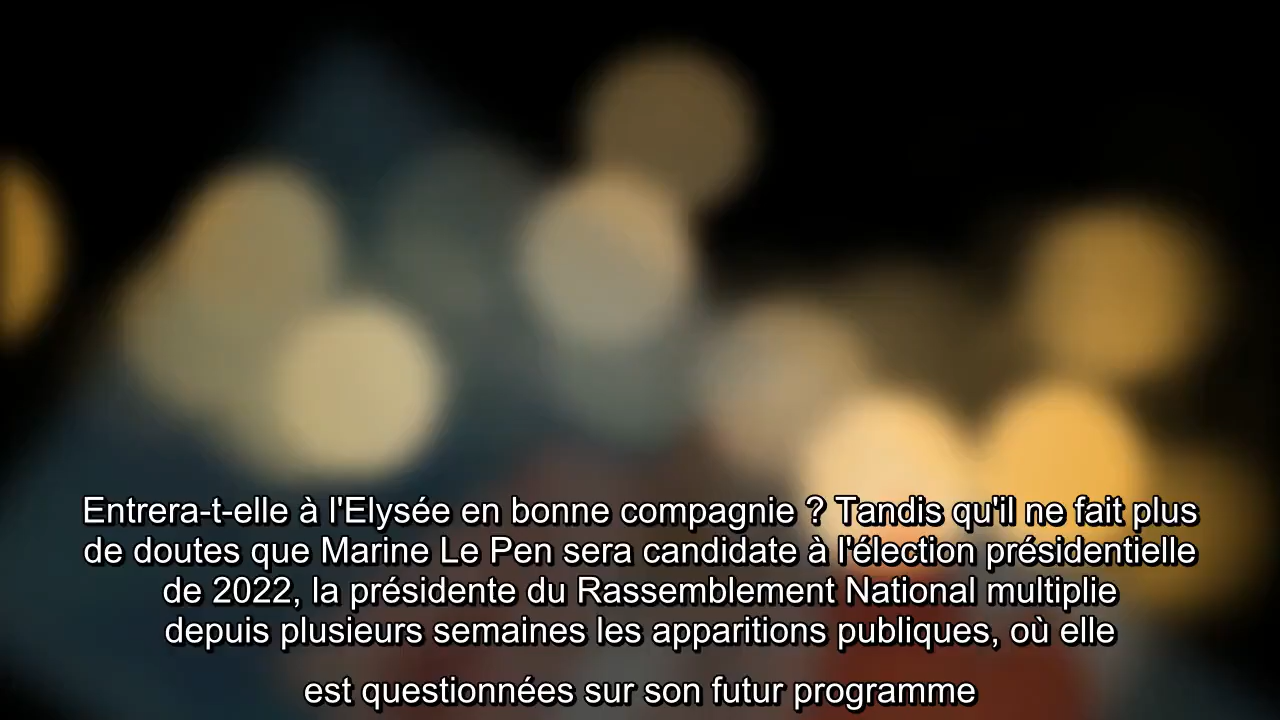 Entrera-t-elle à l'Elysée en bonne compagnie ? Tandis qu'il ne fait plus
de doutes que Marine Le Pen sera candidate à l'élection présidentielle
de 2022, la présidente du Rassemblement National multiplie
depuis plusieurs semaines les apparitions publiques, où elle
est questionnées sur son futur programme